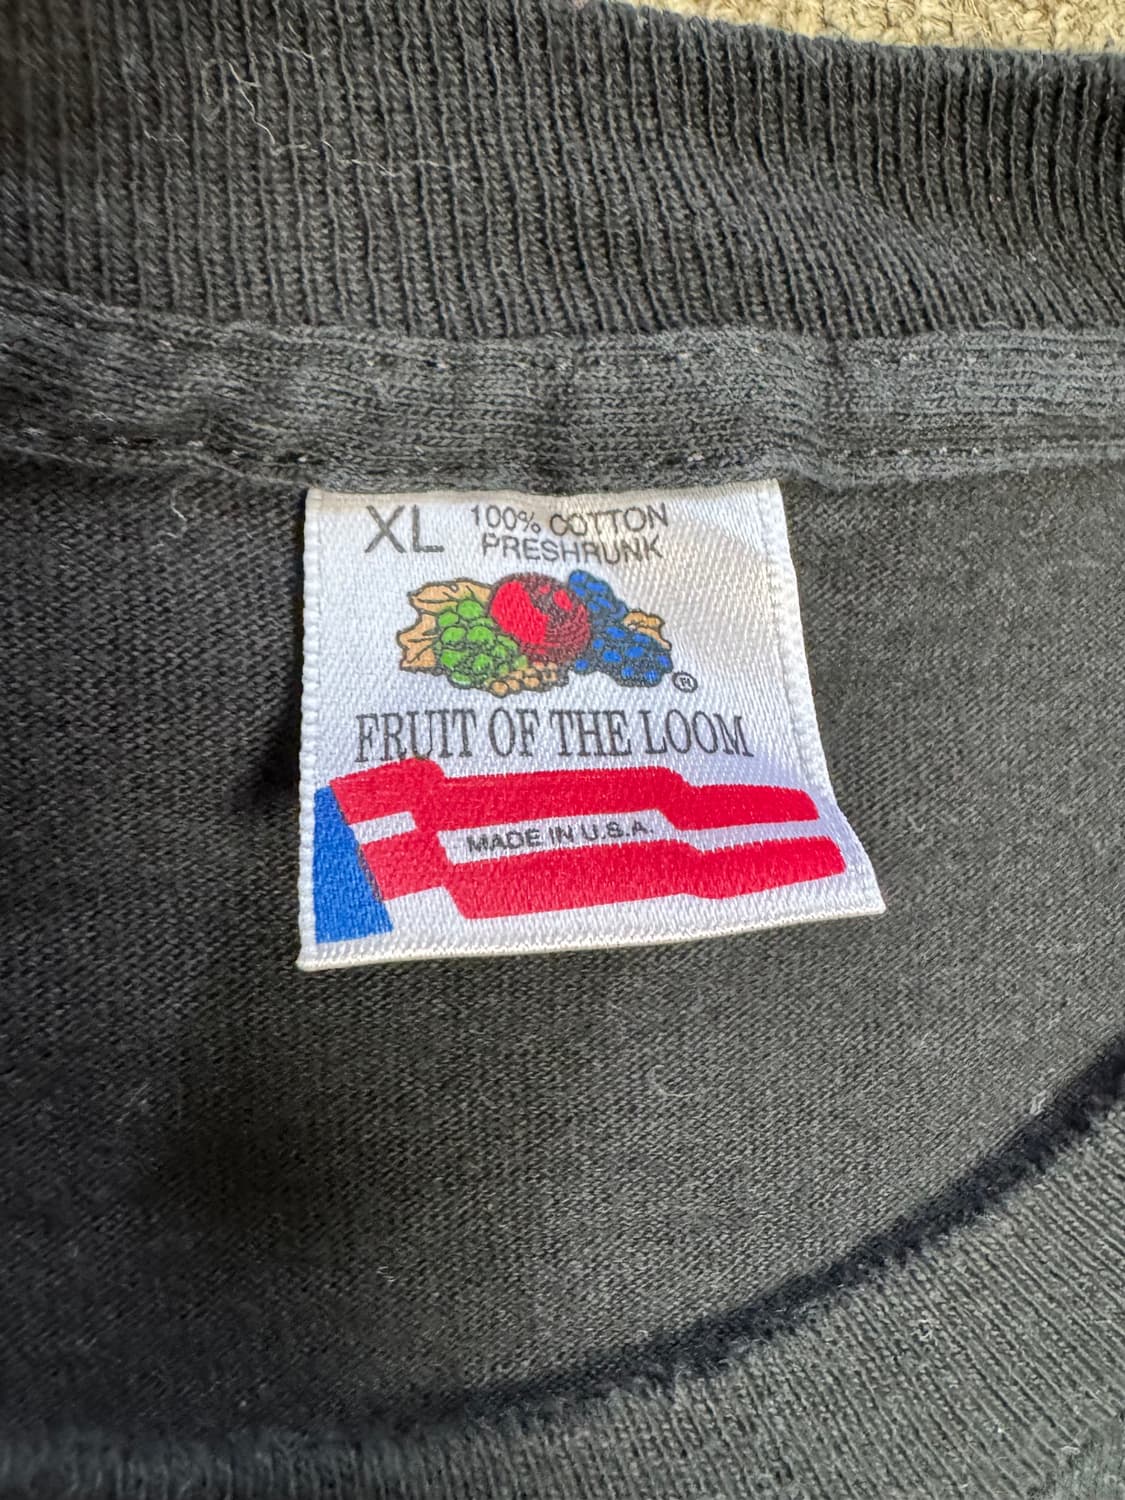 XL 100% COTTON
PRESHRUNK
®
FRUIT OF THE LOOM
MADE IN U.S.A.